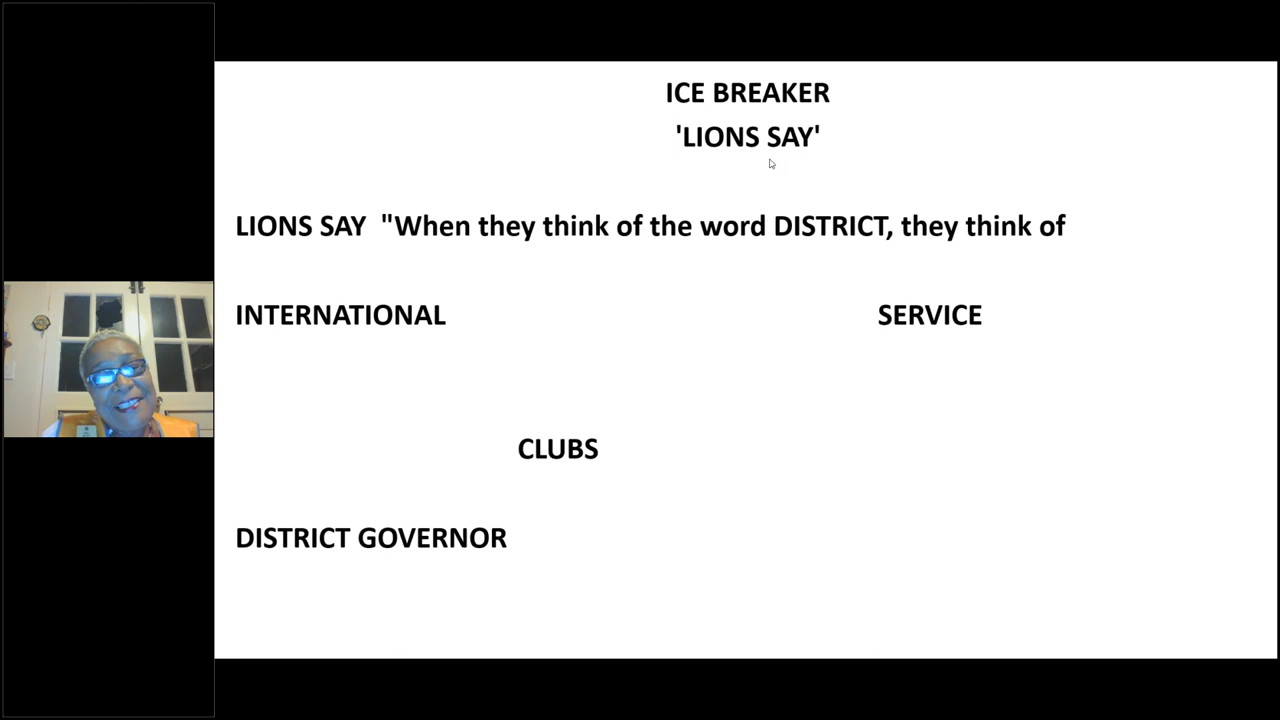 ICE BREAKER
'LIONS SAY'
LIONS SAY "When they think of the word DISTRICT, they think of
INTERNATIONAL SERVICE
CLUBS
DISTRICT GOVERNOR